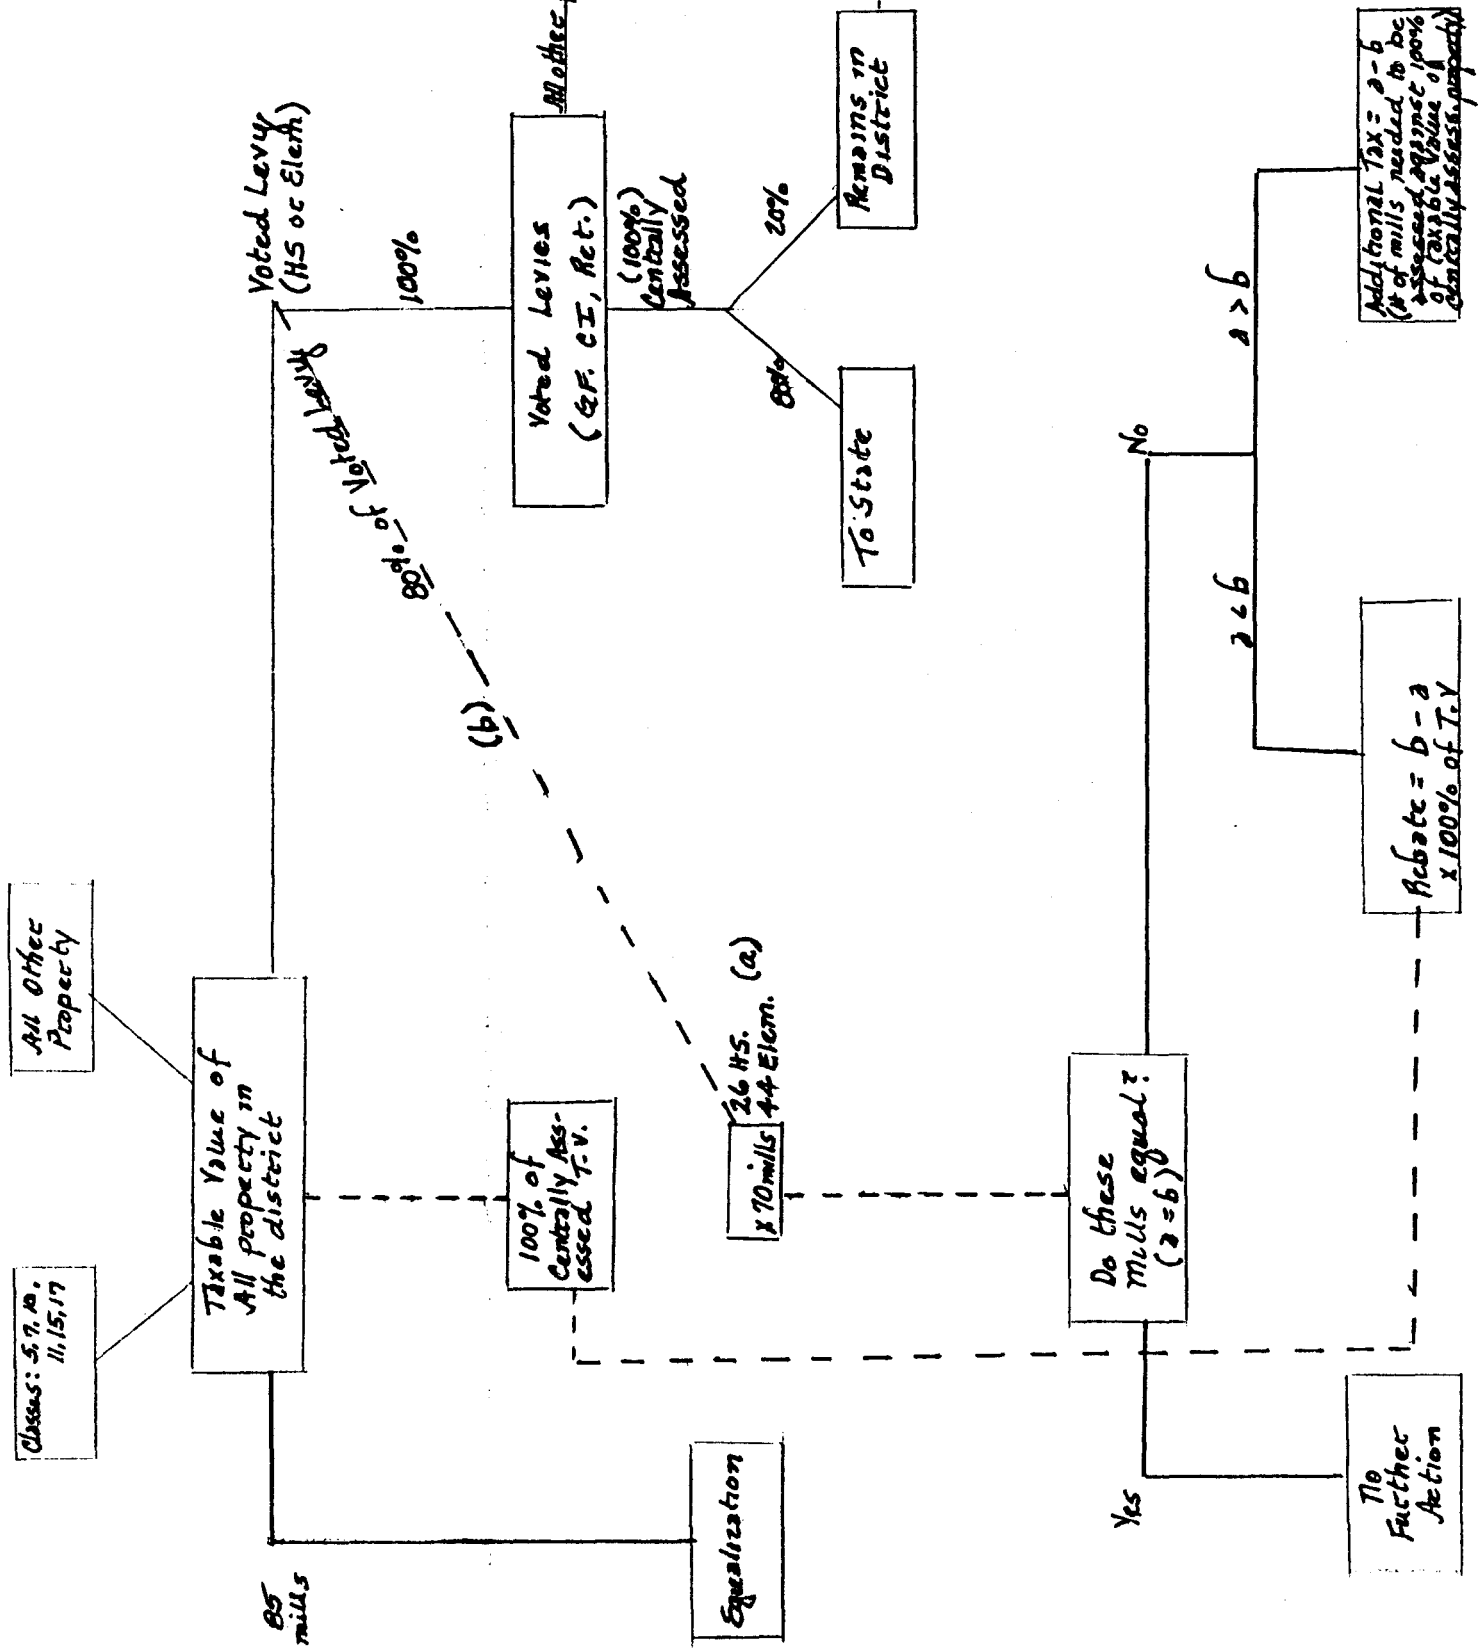 Classes: 5, 7, 10,
11, 15, 17
All Other
Property
85
mills
Taxable Value of
All property in
the district
Voted Levy
(HS or Elem)
100%
80% of Voted Levy
(b)
Equalization
100% of
Centrally Ass-
essed T.V.
x 70 mills
26 HS.
44 Elem. (a)
Voted Levies
(GF. CI, Ret.)
All other
(100%)
Centally
Assessed
80%
20%
To State
Remains in
District
Do these
Mills equal?
(a = b)
Yes
No
No
Further
Action
a < b
a > b
Rebate = b - a
x 100% of T.V
Additional Tax = a - b
(# of mills needed to be
assessed against 100%
of taxable value of
centrally assess. property)